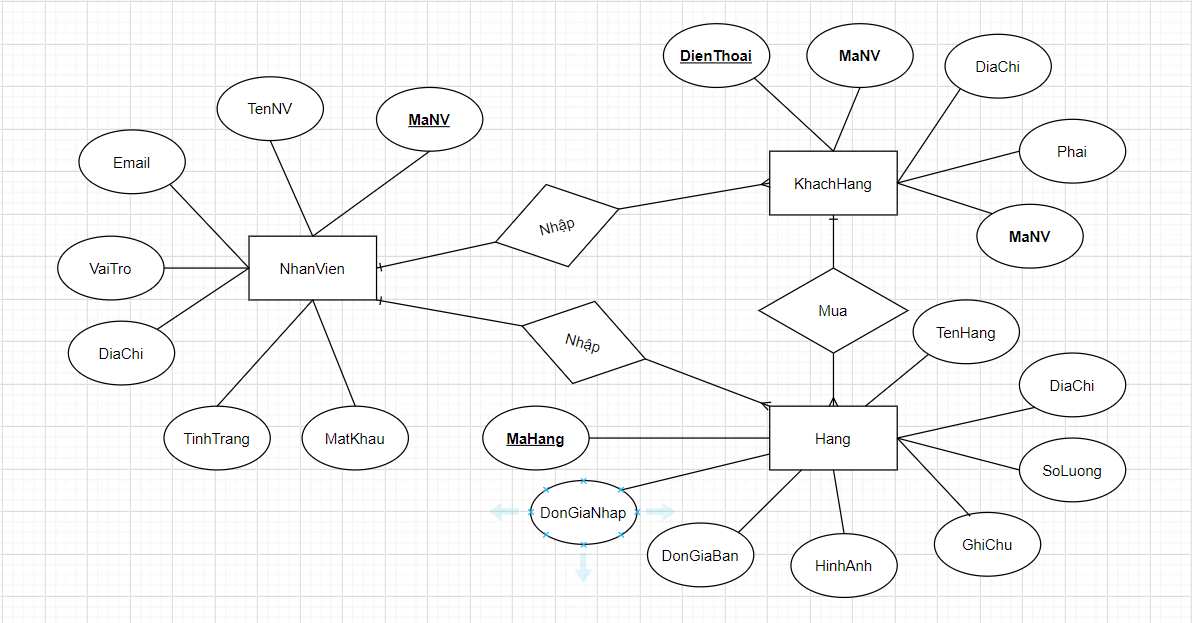 DienThoai
MaNV
DiaChi
TenNV
MaNV
Email
Phai
KhachHang
Nhập
MaNV
VaiTro
NhanVien
Mua
TenHang
Nhập
DiaChi
DiaChi
TinhTrang
MatKhau
MaHang
Hang
SoLuong
DonGiaNhap
DonGiaBan
HinhAnh
GhiChu